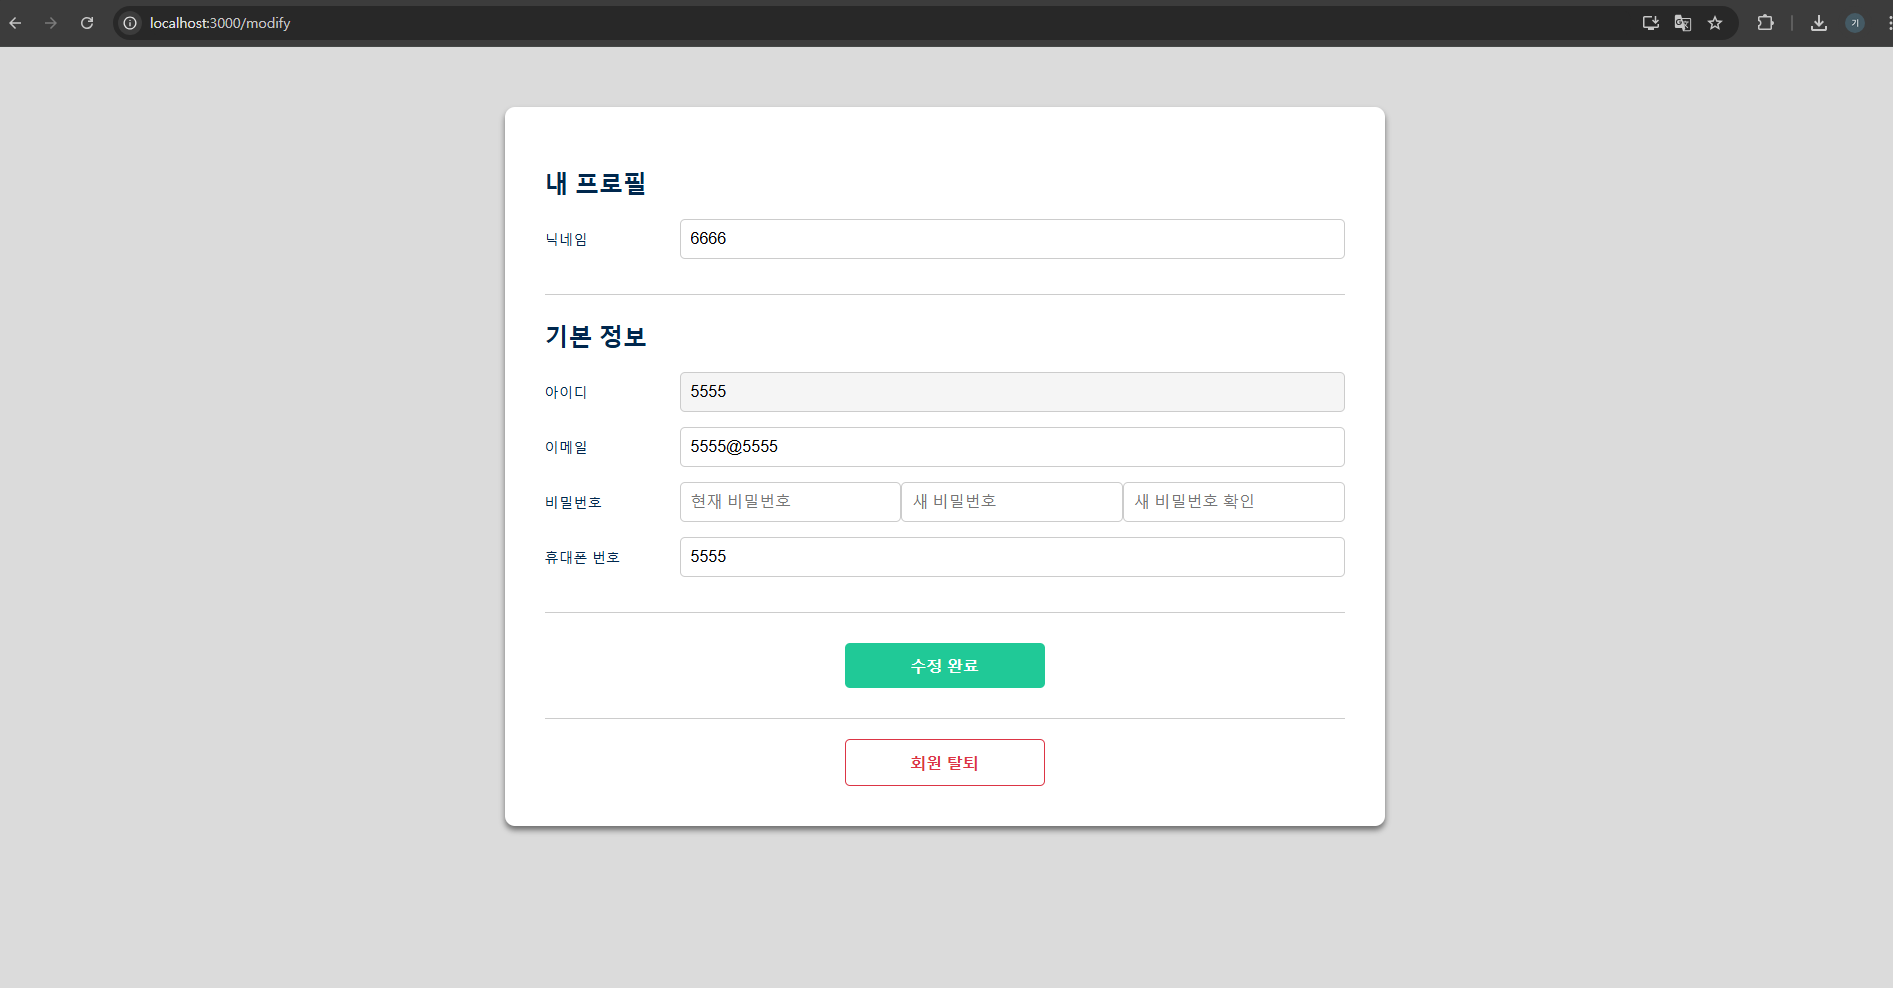 localhost:3000/modify
기
내 프로필
닉네임 6666
기본 정보
아이디 5555
이메일 5555@5555
비밀번호 현재 비밀번호 새 비밀번호 새 비밀번호 확인
휴대폰 번호 5555
수정 완료
회원 탈퇴